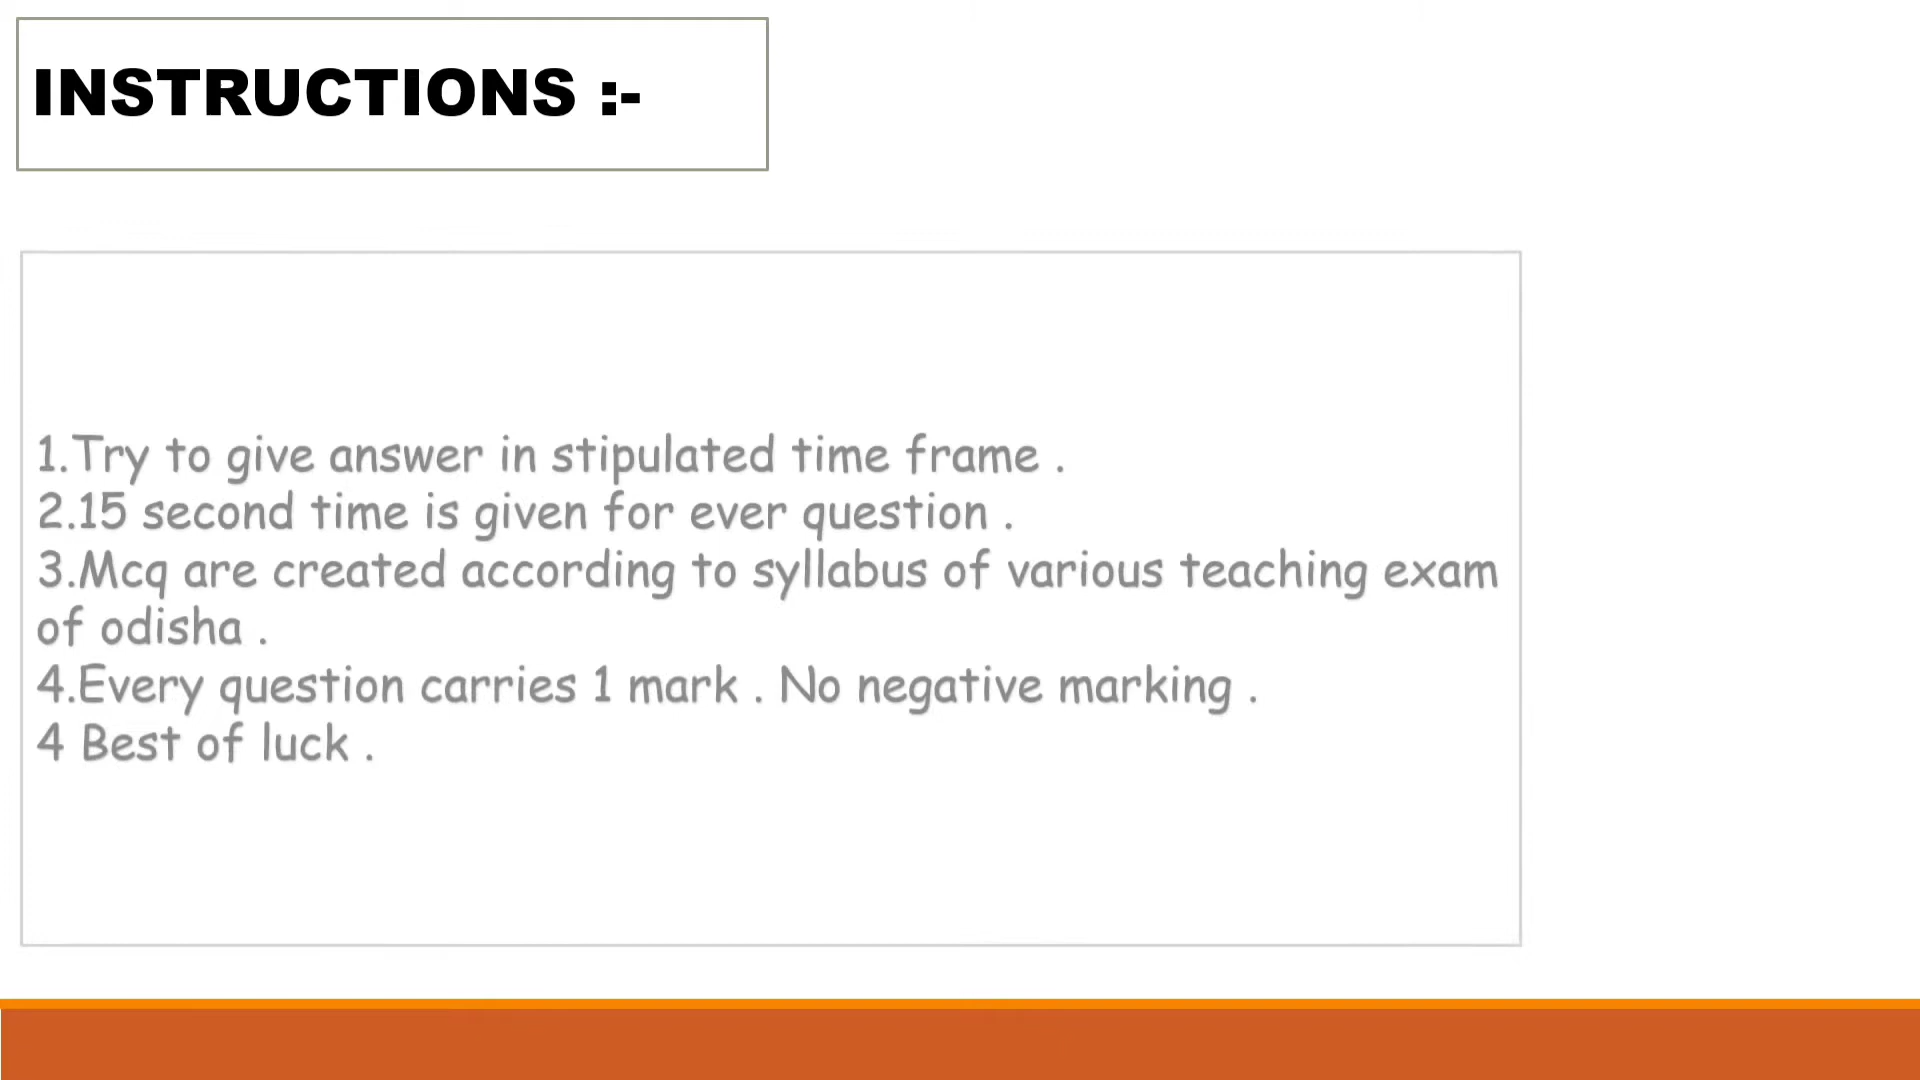 INSTRUCTIONS :-
1.Try to give answer in stipulated time frame .
2.15 second time is given for ever question .
3.Mcq are created according to syllabus of various teaching exam
of odisha .
4.Every question carries 1 mark . No negative marking .
4 Best of luck .